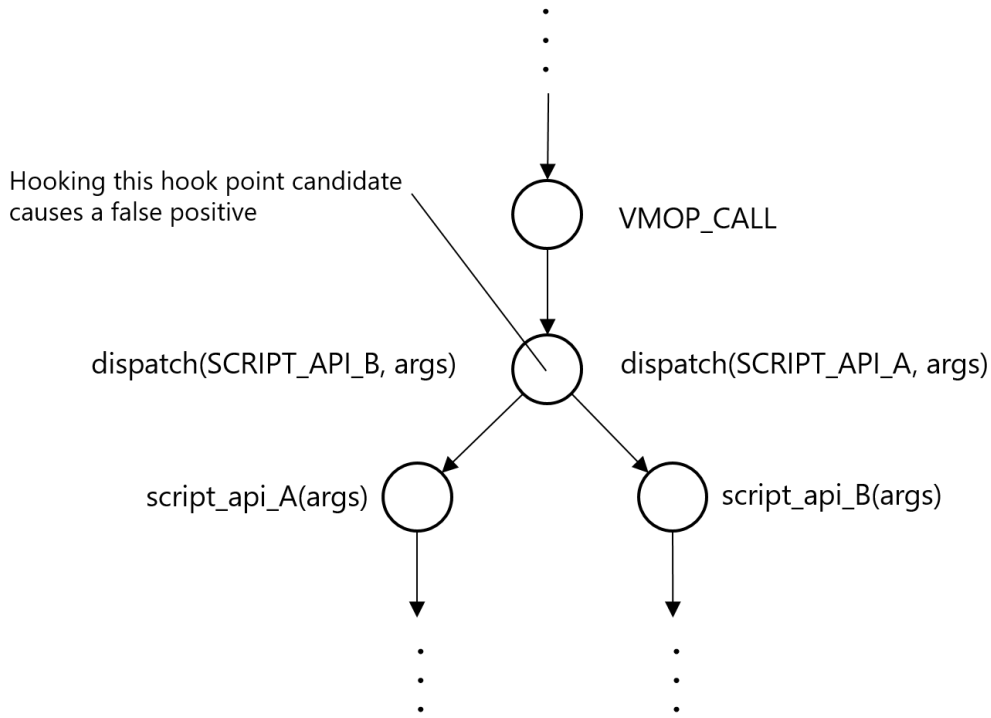 Hooking this hook point candidate
causes a false positive
VMOP_CALL
dispatch(SCRIPT_API_B, args)
dispatch(SCRIPT_API_A, args)
script_api_A(args)
script_api_B(args)